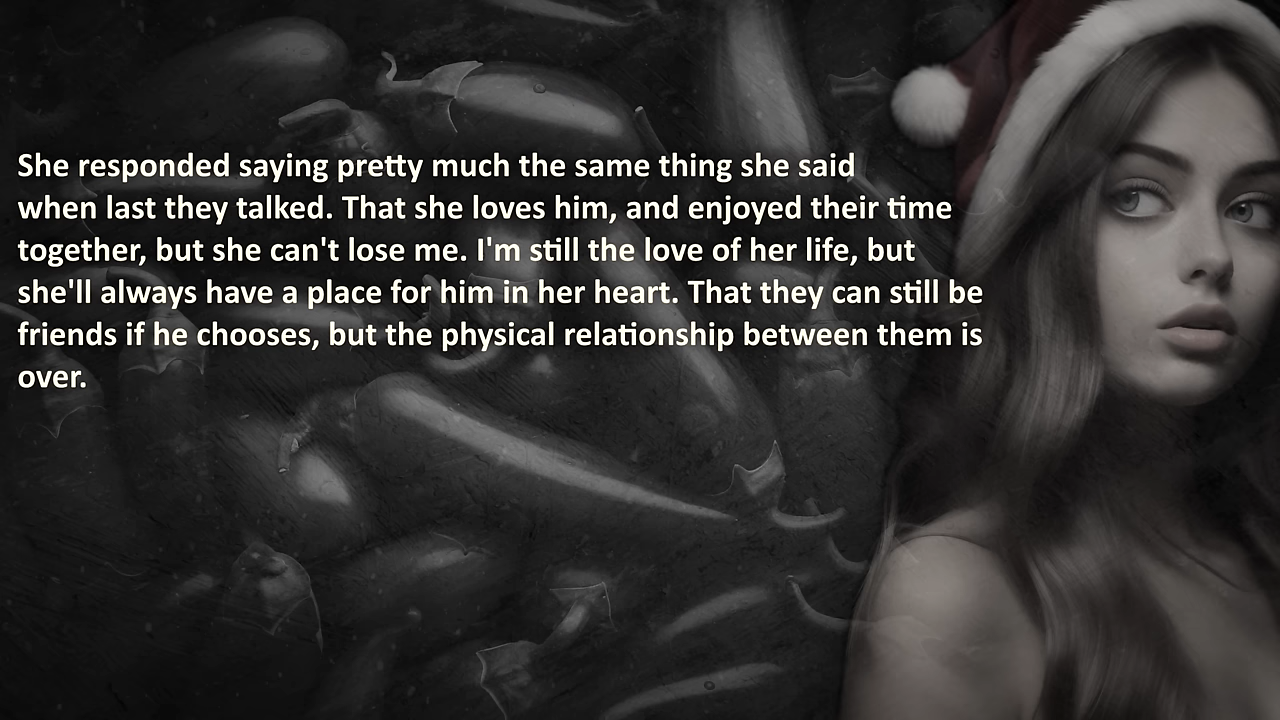 She responded saying pretty much the same thing she said
when last they talked. That she loves him, and enjoyed their time
together, but she can't lose me. I'm still the love of her life, but
she'll always have a place for him in her heart. That they can still be
friends if he chooses, but the physical relationship between them is
over.